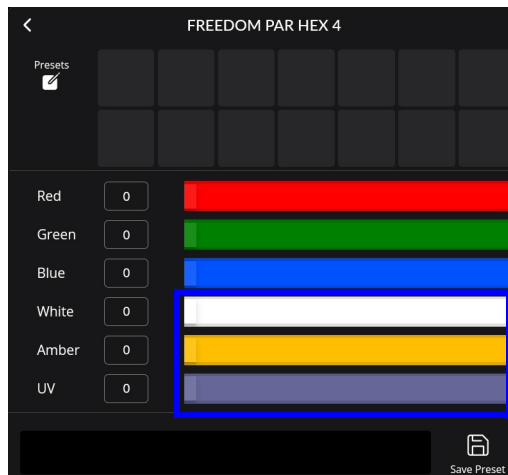 FREEDOM PAR HEX 4
Presets
Red 0
Green 0
Blue 0
White 0
Amber 0
UV 0
Save Preset